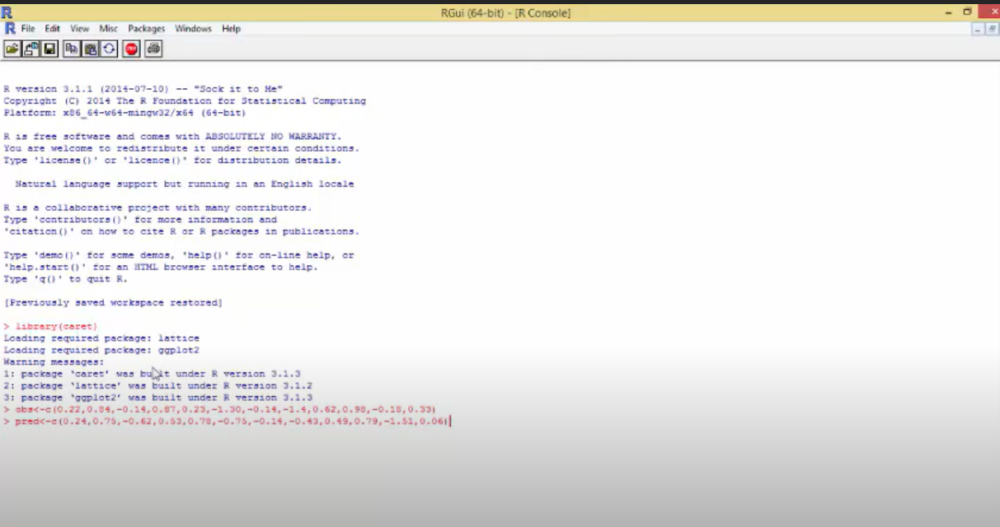 RGui (64-bit) - [R Console]
File Edit View Misc Packages Windows Help
R version 3.1.1 (2014-07-10) -- "Sock it to Me"
Copyright (C) 2014 The R Foundation for Statistical Computing
Platform: x86_64-w64-mingw32/x64 (64-bit)
R is free software and comes with ABSOLUTELY NO WARRANTY.
You are welcome to redistribute it under certain conditions.
Type 'license()' or 'licence()' for distribution details.
Natural language support but running in an English locale
R is a collaborative project with many contributors.
Type 'contributors()' for more information and
'citation()' on how to cite R or R packages in publications.
Type 'demo()' for some demos, 'help()' for on-line help, or
'help.start()' for an HTML browser interface to help.
Type 'q()' to quit R.
[Previously saved workspace restored]
> library(caret)
Loading required package: lattice
Loading required package: ggplot2
Warning messages:
1: package ‘caret’ was built under R version 3.1.3
2: package ‘lattice’ was built under R version 3.1.2
3: package ‘ggplot2’ was built under R version 3.1.3
> obs<-c(0.22,0.84,-0.14,0.87,0.23,-1.30,-0.14,-1.4,0.62,0.98,-0.18,0.33)
> pred<-c(0.24,0.75,-0.62,0.53,0.78,-0.75,-0.14,-0.43,0.49,0.79,-1.51,0.06)